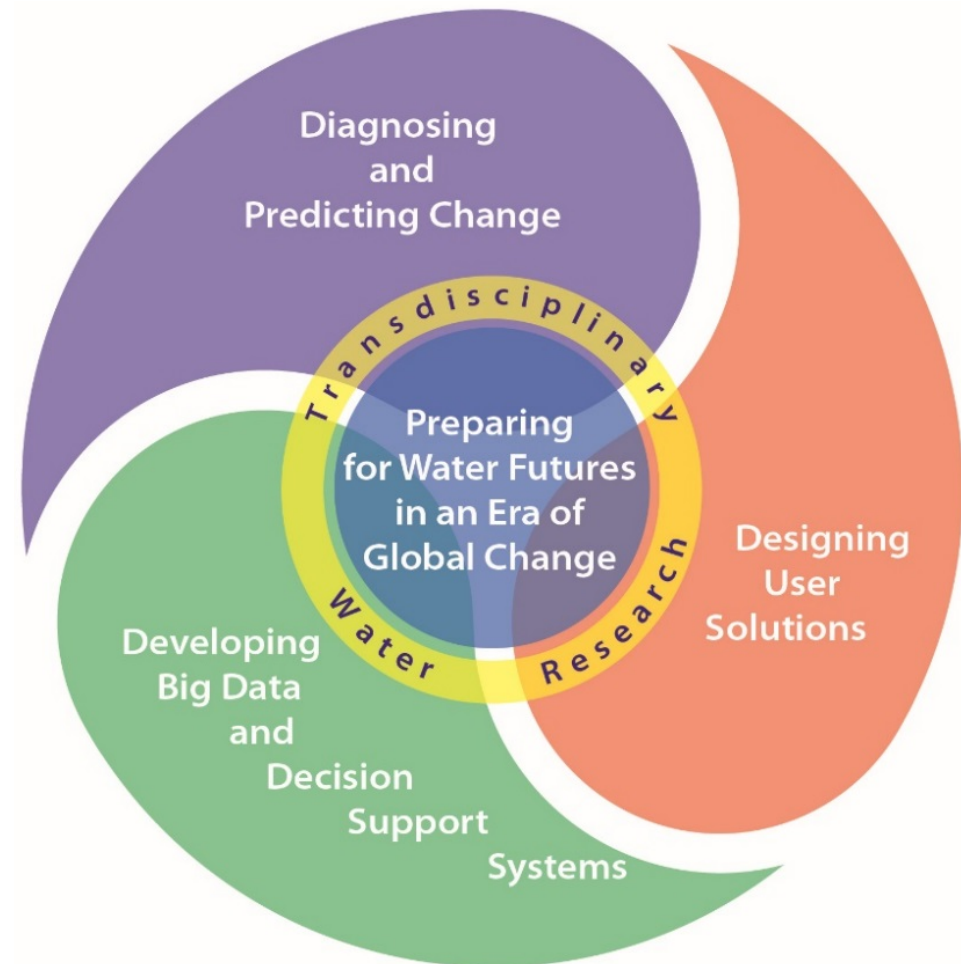 Diagnosing
and
Predicting Change
Transdisciplinary
Water Research
Preparing
for Water Futures
in an Era of
Global Change
Designing
User
Solutions
Developing
Big Data
and
Decision
Support
Systems